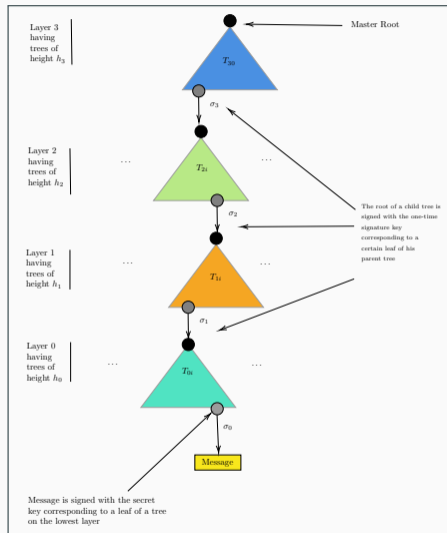 Layer 3
having
trees of
height h₃
Master Root
T₃₀
σ₃
Layer 2
having
trees of
height h₂
...
T₂ᵢ
...
σ₂
The root of a child tree is
signed with the one-time
signature key
corresponding to a
certain leaf of his
parent tree
Layer 1
having
trees of
height h₁
...
T₁ᵢ
...
σ₁
Layer 0
having
trees of
height h₀
...
T₀ᵢ
...
σ₀
Message
Message is signed with the secret
key corresponding to a leaf of a tree
on the lowest layer